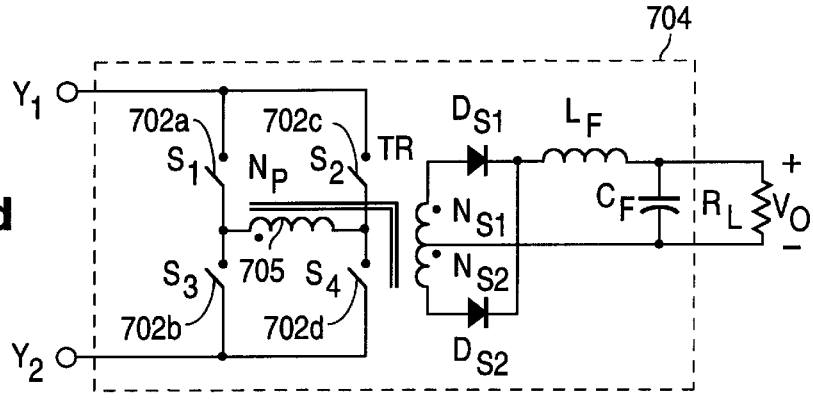 704
Y1
702a
702c
DS1
LF
S1
NP
S2
TR
NS1
CF
RL
+
VO
−
d
705
S3
S4
NS2
702b
702d
Y2
DS2